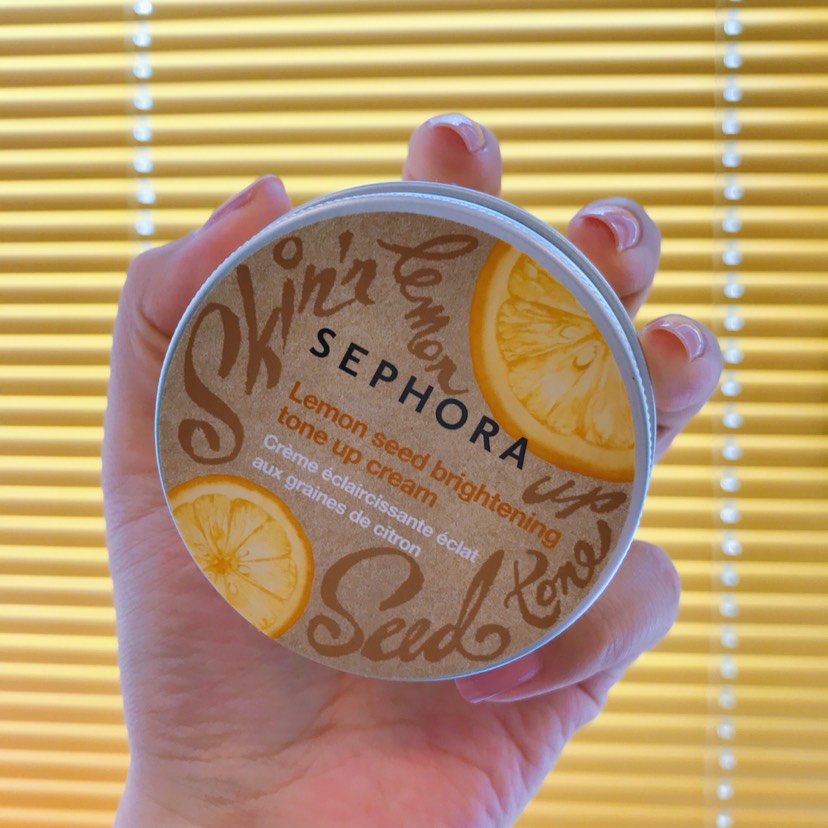 Skin'n
lemon
SEPHORA
Lemon seed brightening
tone up cream
Crème éclaircissante éclat
aux graines de citron
up
tone
Seed